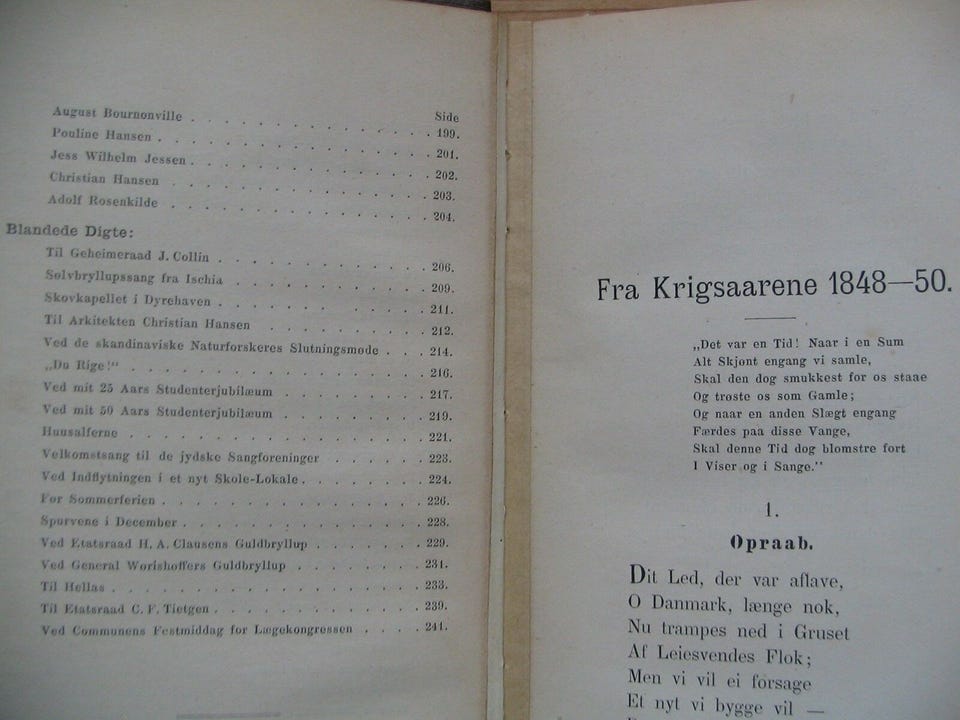 Side
August Bournonville . . . . . . . . . . . . . 199.
Pouline Hansen . . . . . . . . . . . . . . . 201.
Jess Wilhelm Jessen . . . . . . . . . . . . . 202.
Christian Hansen . . . . . . . . . . . . . . 203.
Adolf Rosenkilde . . . . . . . . . . . . . . 204.
Blandede Digte:
Til Geheimeraad J. Collin . . . . . . . . . . . 206.
Sølvbryllupssang fra Ischia . . . . . . . . . . 209.
Skovkapellet i Dyrehaven . . . . . . . . . . . 211.
Til Arkitekten Christian Hansen . . . . . . . . 212.
Ved de skandinaviske Naturforskeres Slutningsmøde . . . 214.
„Du Rige!“ . . . . . . . . . . . . . . . . 216.
Ved mit 25 Aars Studenterjubilæum . . . . . . . 217.
Ved mit 50 Aars Studenterjubilæum . . . . . . . 219.
Huusalferne . . . . . . . . . . . . . . . . 221.
Velkomstsang til de jydske Sangforeninger . . . . . 223.
Ved Indflytningen i et nyt Skole-Lokale . . . . . . 224.
Før Sommerferien . . . . . . . . . . . . . . 226.
Spurvene i December . . . . . . . . . . . . . 228.
Ved Etatsraad H. A. Clausens Guldbryllup . . . . . . 229.
Ved General Wørishøffers Guldbryllup . . . . . . . 231.
Til Hellas . . . . . . . . . . . . . . . . . 233.
Til Etatsraad C. F. Tietgen . . . . . . . . . . . 239.
Ved Communens Festmiddag for Lægekongressen . . . . 241.
Fra Krigsaarene 1848—50.
„Det var en Tid! Naar i en Sum
Alt Skjønt engang vi samle,
Skal den dog smukkest for os staae
Og trøste os som Gamle;
Og naar en anden Slægt engang
Færdes paa disse Vange,
Skal denne Tid dog blomstre fort
I Viser og i Sange.“
1.
Opraab.
Dit Led, der var aflave,
O Danmark, længe nok,
Nu trampes ned i Gruset
Af Leiesvendes Flok;
Men vi vil ei forsage
Et nyt vi bygge vil —